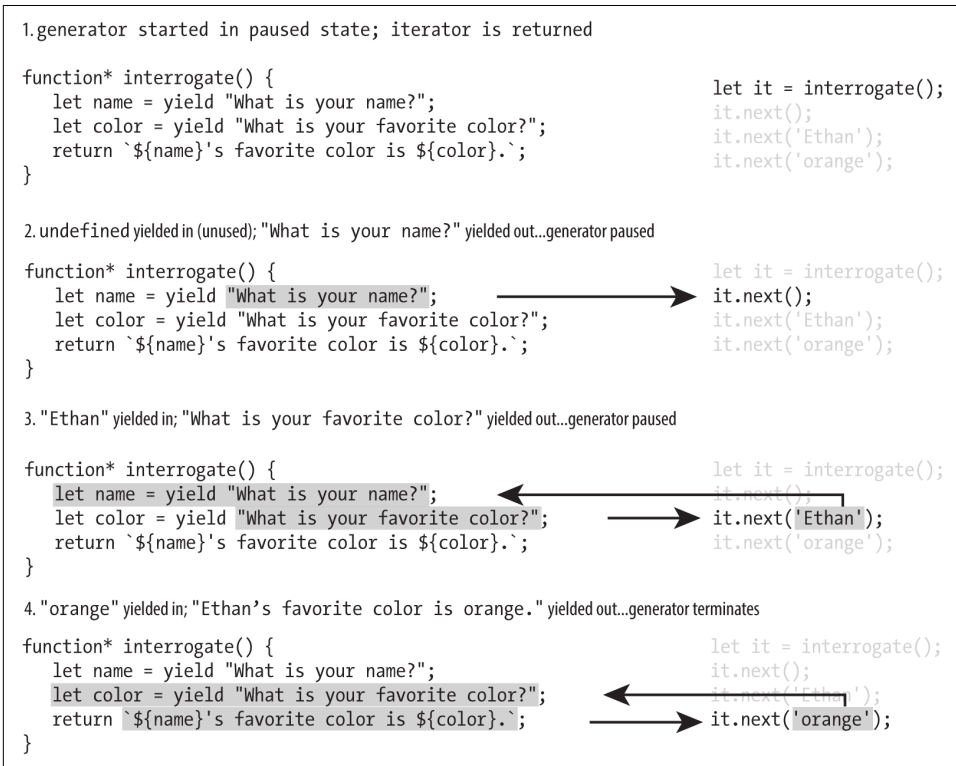 1. generator started in paused state; iterator is returned
function* interrogate() {
let name = yield "What is your name?";
let color = yield "What is your favorite color?";
return `${name}'s favorite color is ${color}.`;
}
let it = interrogate();
it.next();
it.next('Ethan');
it.next('orange');
2. undefined yielded in (unused); "What is your name?" yielded out...generator paused
function* interrogate() {
let name = yield "What is your name?";
let color = yield "What is your favorite color?";
return `${name}'s favorite color is ${color}.`;
}
let it = interrogate();
it.next();
it.next('Ethan');
it.next('orange');
3. "Ethan" yielded in; "What is your favorite color?" yielded out...generator paused
function* interrogate() {
let name = yield "What is your name?";
let color = yield "What is your favorite color?";
return `${name}'s favorite color is ${color}.`;
}
let it = interrogate();
it.next();
it.next('Ethan');
it.next('orange');
4. "orange" yielded in; "Ethan’s favorite color is orange." yielded out...generator terminates
function* interrogate() {
let name = yield "What is your name?";
let color = yield "What is your favorite color?";
return `${name}'s favorite color is ${color}.`;
}
let it = interrogate();
it.next();
it.next('Ethan');
it.next('orange');